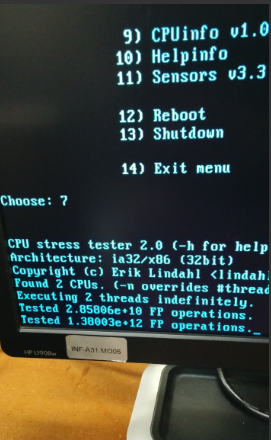 9) CPUinfo v1.0
10) Helpinfo
11) Sensors v3.3
12) Reboot
13) Shutdown
14) Exit menu
Choose: 7
CPU stress tester 2.0 (-h for help
Architecture: ia32/x86 (32bit)
Copyright (c) Erik Lindahl <lindahl
Found 2 CPUs. (-n overrides #thread
Executing 2 threads indefinitely.
Tested 2.85806e+10 FP operations.
Tested 1.38003e+12 FP operations._
INF-A31.MO05